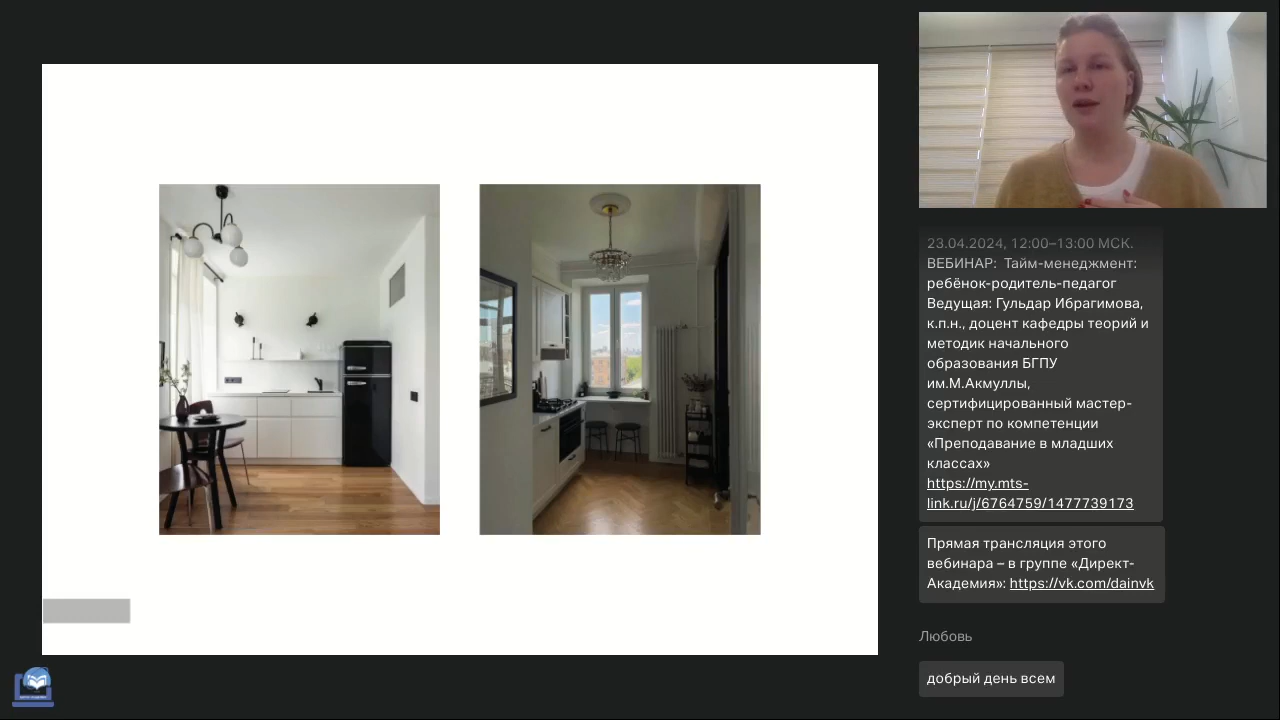 23.04.2024, 12:00–13:00 МСК.
ВЕБИНАР:  Тайм-менеджмент:
ребёнок-родитель-педагог
Ведущая: Гульдар Ибрагимова,
к.п.н., доцент кафедры теорий и
методик начального
образования БГПУ
им.М.Акмуллы,
сертифицированный мастер-
эксперт по компетенции
«Преподавание в младших
классах»
https://my.mts-
link.ru/j/6764759/1477739173
Прямая трансляция этого
вебинара – в группе «Директ-
Академия»: https://vk.com/dainvk
Любовь
добрый день всем